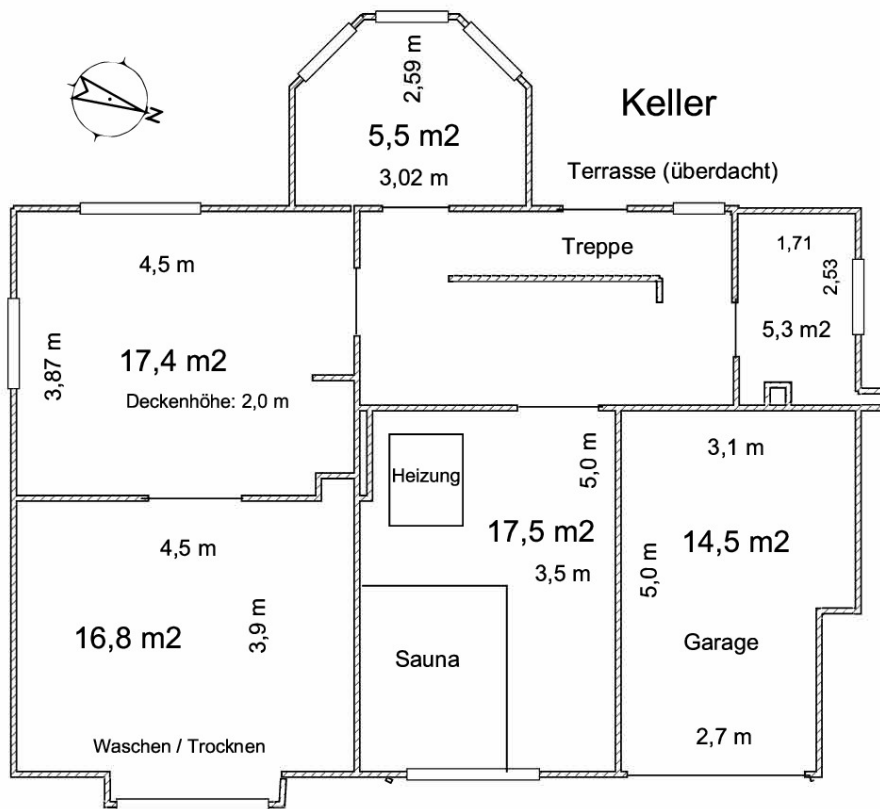 2,59 m
5,5 m2
3,02 m
Keller
Terrasse (überdacht)
N
4,5 m
3,87 m
17,4 m2
Deckenhöhe: 2,0 m
Treppe
1,71
2,53
5,3 m2
Heizung
5,0 m
17,5 m2
3,5 m
Sauna
3,1 m
14,5 m2
5,0 m
Garage
2,7 m
4,5 m
16,8 m2
3,9 m
Waschen / Trocknen